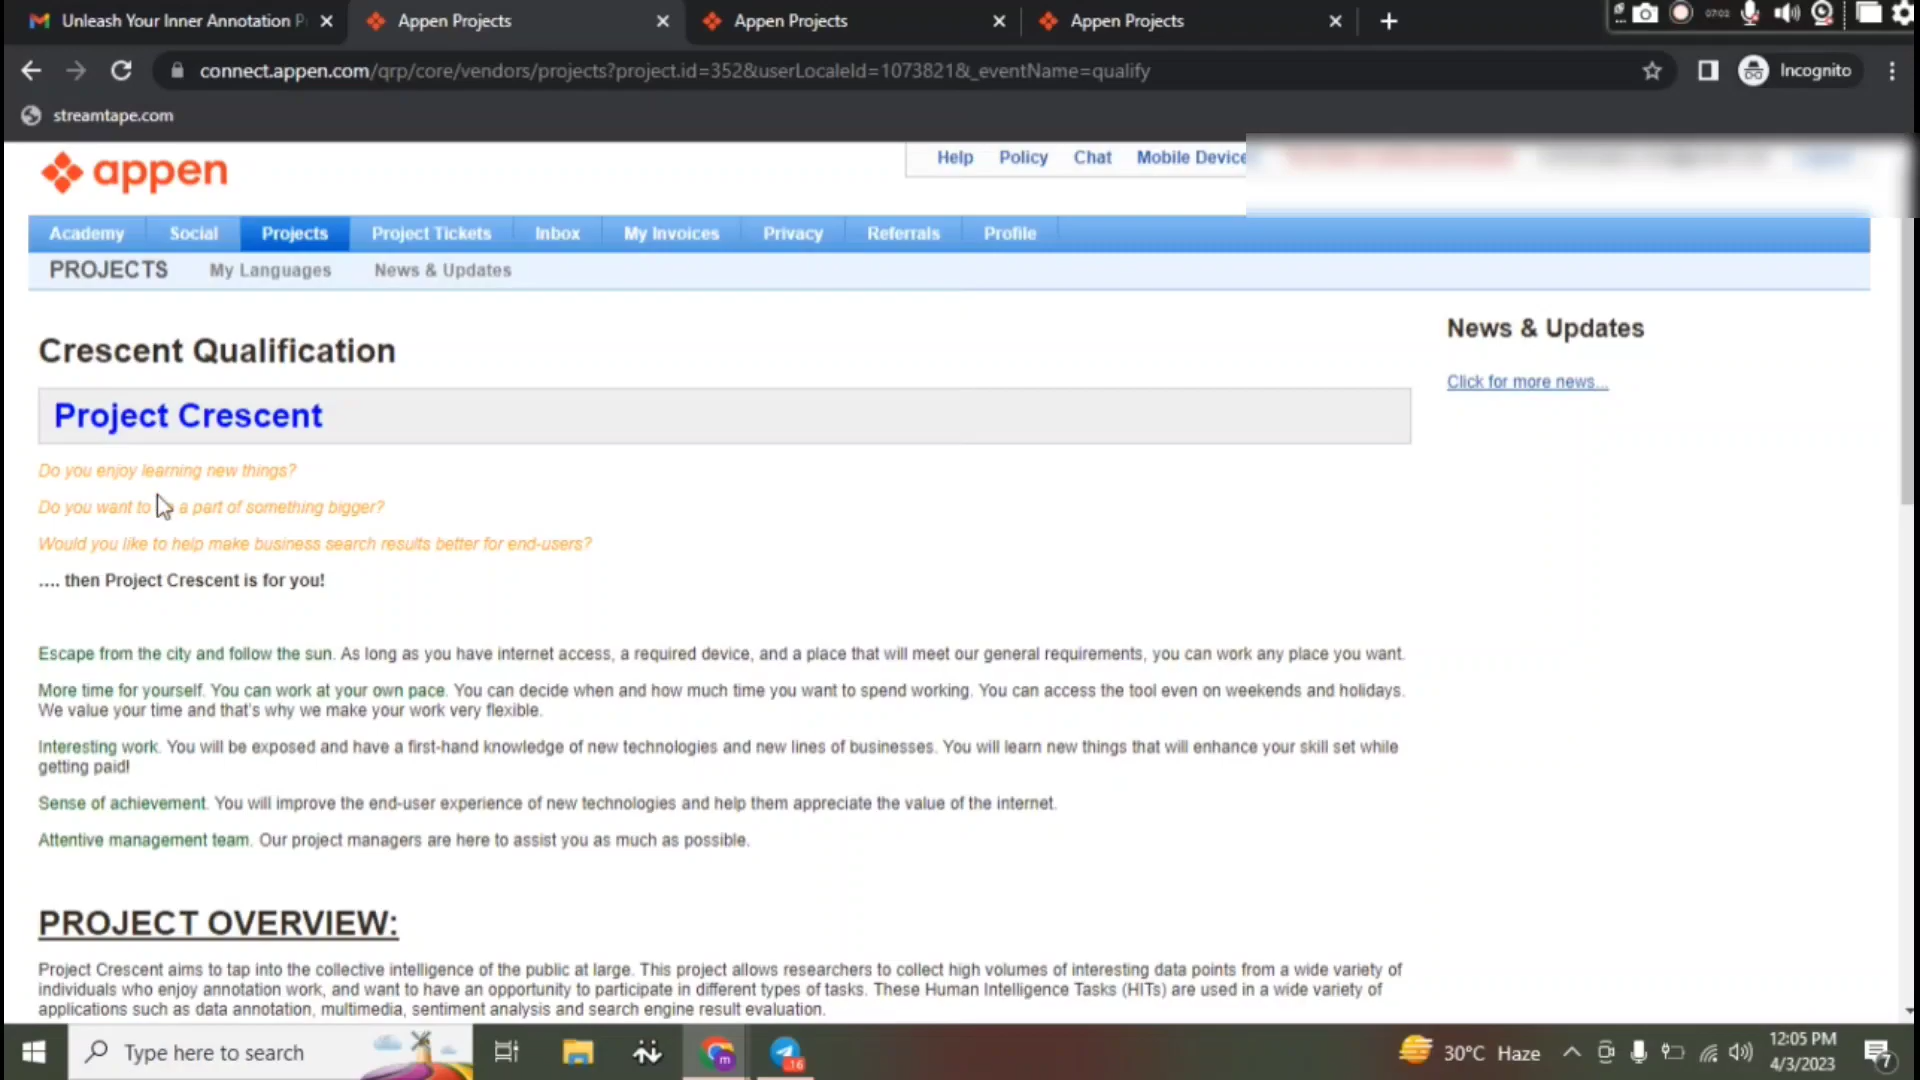 Unleash Your Inner Annotation P
Appen Projects
Appen Projects
Appen Projects
07:02
connect.appen.com/qrp/core/vendors/projects?project.id=352&userLocaleId=1073821&_eventName=qualify
Incognito
streamtape.com
appen
Help Policy Chat Mobile Device
Academy Social Projects Project Tickets Inbox My Invoices Privacy Referrals Profile
PROJECTS My Languages News & Updates
Crescent Qualification
News & Updates
Click for more news...
Project Crescent
Do you enjoy learning new things?
Do you want to a part of something bigger?
Would you like to help make business search results better for end-users?
.... then Project Crescent is for you!
Escape from the city and follow the sun. As long as you have internet access, a required device, and a place that will meet our general requirements, you can work any place you want.
More time for yourself. You can work at your own pace. You can decide when and how much time you want to spend working. You can access the tool even on weekends and holidays.
We value your time and that's why we make your work very flexible.
Interesting work. You will be exposed and have a first-hand knowledge of new technologies and new lines of businesses. You will learn new things that will enhance your skill set while
getting paid!
Sense of achievement. You will improve the end-user experience of new technologies and help them appreciate the value of the internet.
Attentive management team. Our project managers are here to assist you as much as possible.
PROJECT OVERVIEW:
Project Crescent aims to tap into the collective intelligence of the public at large. This project allows researchers to collect high volumes of interesting data points from a wide variety of
individuals who enjoy annotation work, and want to have an opportunity to participate in different types of tasks. These Human Intelligence Tasks (HITs) are used in a wide variety of
applications such as data annotation, multimedia, sentiment analysis and search engine result evaluation.
Type here to search
m
16
30°C Haze
12:05 PM
4/3/2023
7